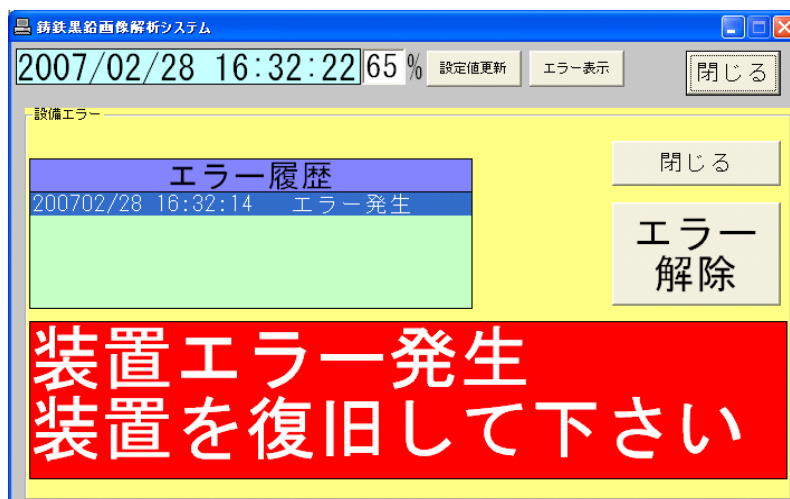 鋳鉄黒鉛画像解析システム
2007/02/28 16:32:22 65 % 設定値更新 エラー表示 閉じる
設備エラー
エラー履歴
200702/28 16:32:14 エラー発生
閉じる
エラー
解除
装置エラー発生
装置を復旧して下さい